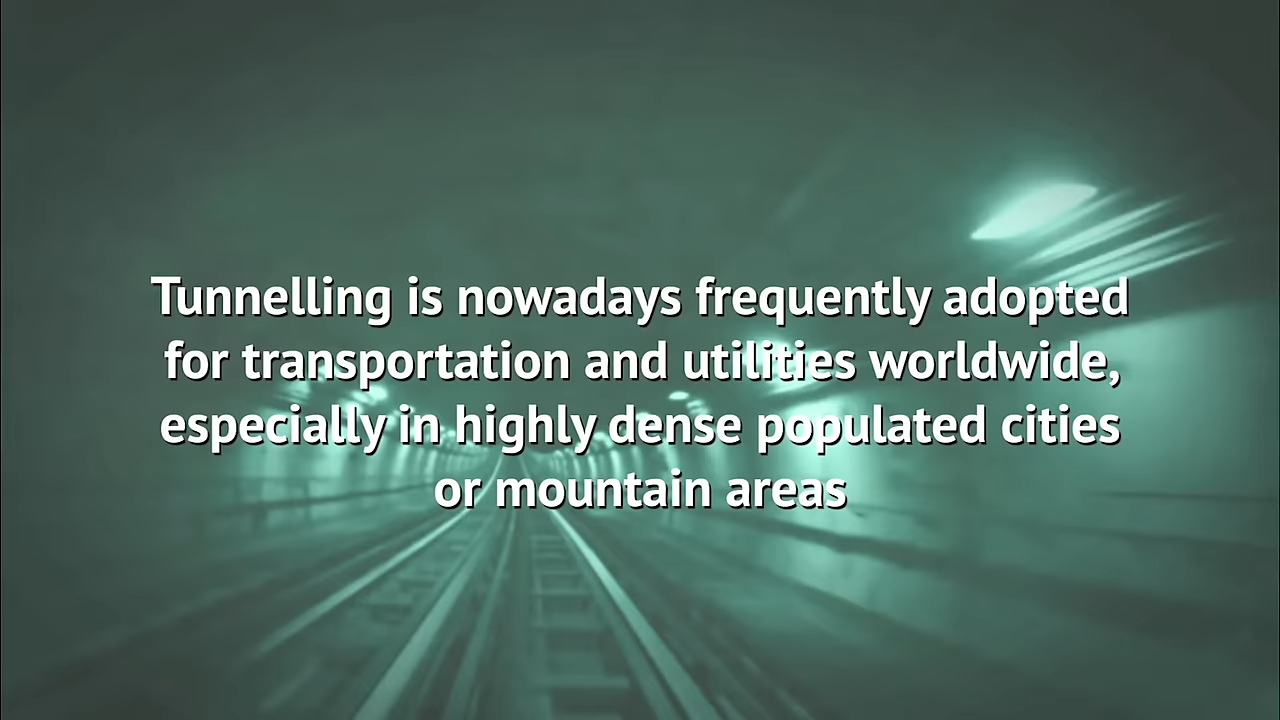 Tunnelling is nowadays frequently adopted
for transportation and utilities worldwide,
especially in highly dense populated cities
or mountain areas